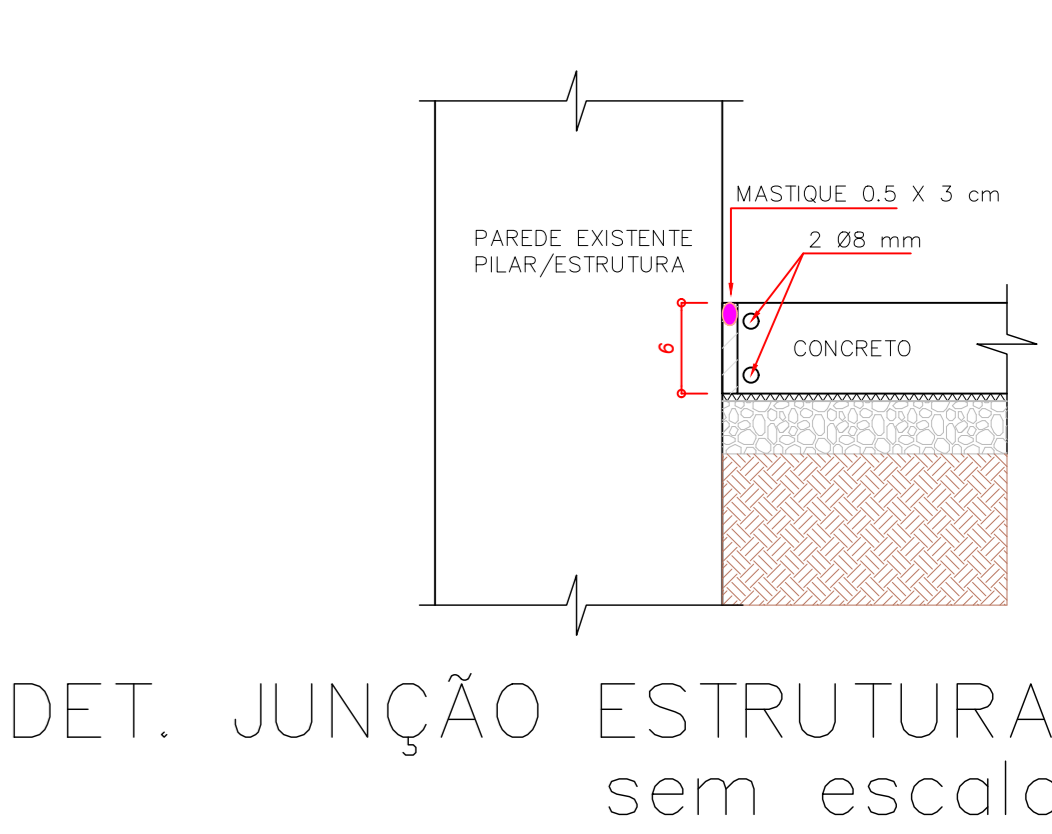 MASTIQUE 0.5 X 3 cm
2 Ø8 mm
PAREDE EXISTENTE
PILAR/ESTRUTURA
6
CONCRETO
DET. JUNÇÃO ESTRUTURA
sem escala